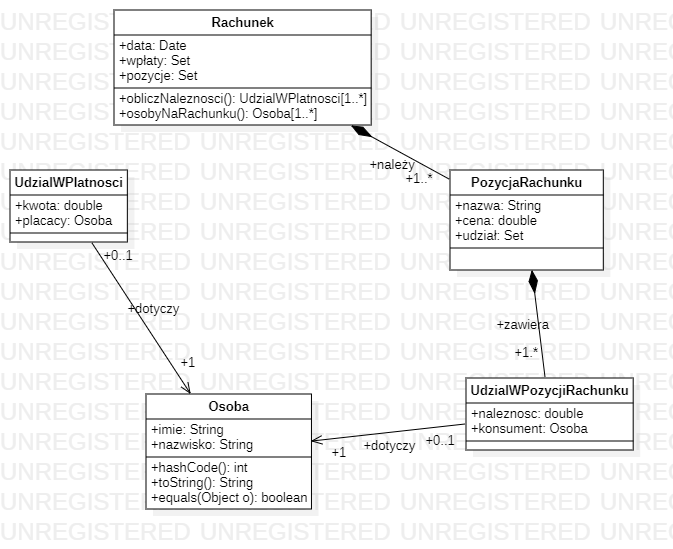 UNREGISTERED UNREGISTERED UNREGISTERED UNREGISTERED
Rachunek
+data: Date
+wpłaty: Set
+pozycje: Set
+obliczNaleznosci(): UdzialWPlatnosci[1..*]
+osobyNaRachunku(): Osoba[1..*]
+należy
+1..*
UdzialWPlatnosci
+kwota: double
+placacy: Osoba
PozycjaRachunku
+nazwa: String
+cena: double
+udział: Set
+0..1
+dotyczy
+1
+zawiera
+1.*
UdzialWPozycjiRachunku
+naleznosc: double
+konsument: Osoba
Osoba
+imie: String
+nazwisko: String
+hashCode(): int
+toString(): String
+equals(Object o): boolean
+0..1
+dotyczy
+1